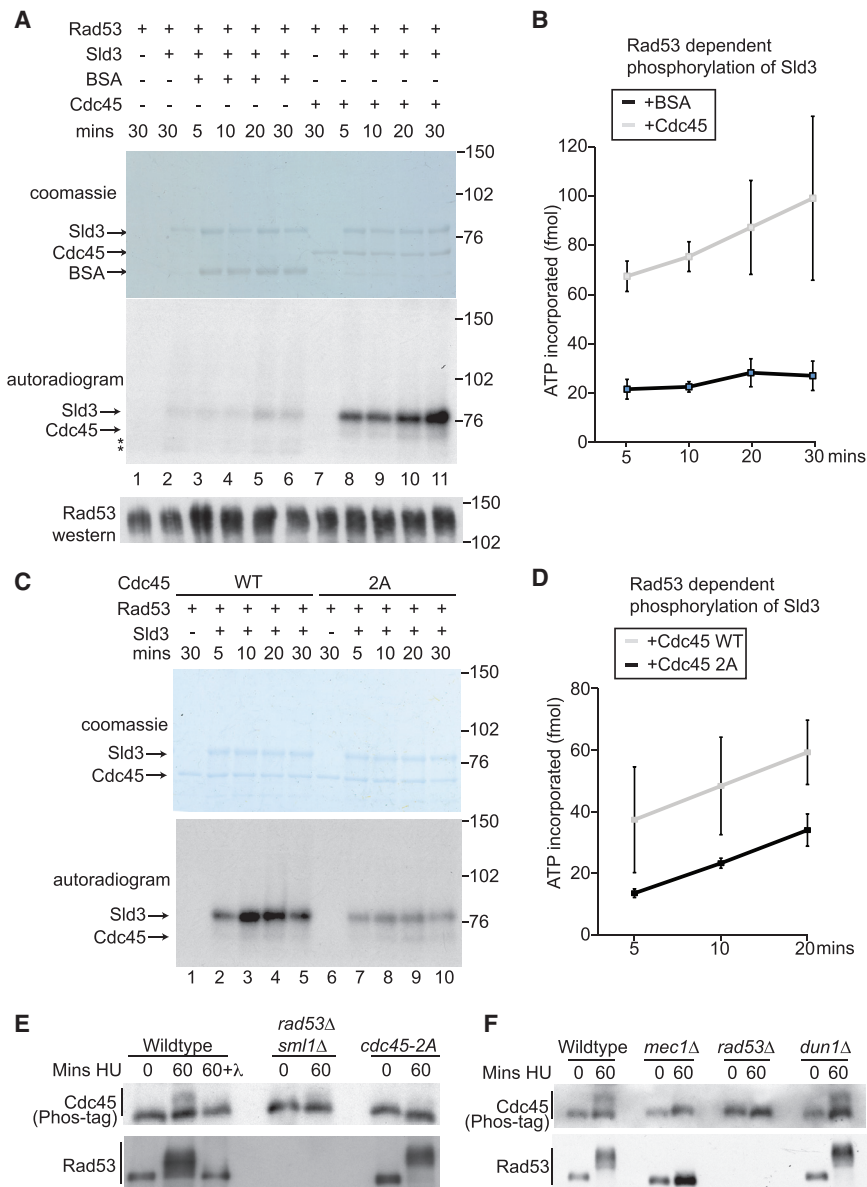 A
Rad53 + + + + + + + + + + +
Sld3 - + + + + + - + + + +
BSA - - + + + + - - - - -
Cdc45 - - - - - - + + + + +
mins 30 30 5 10 20 30 30 5 10 20 30
coomassie
Sld3
Cdc45
BSA
-150
-102
-76
autoradiogram
Sld3
Cdc45
*
*
-150
-102
-76
1 2 3 4 5 6 7 8 9 10 11
Rad53
western
-150
102
B
Rad53 dependent
phosphorylation of Sld3
+BSA
+Cdc45
ATP incorporated (fmol)
120
100
80
60
40
20
0
5 10 20 30 mins
C
Cdc45 WT 2A
Rad53 + + + + + + + + + +
Sld3 - + + + + - + + + +
mins 30 5 10 20 30 30 5 10 20 30
coomassie
Sld3
Cdc45
-150
-102
-76
autoradiogram
Sld3
Cdc45
-150
-102
-76
1 2 3 4 5 6 7 8 9 10
D
Rad53 dependent
phosphorylation of Sld3
+Cdc45 WT
+Cdc45 2A
ATP incorporated (fmol)
80
60
40
20
0
5 10 20 mins
E
Wildtype rad53Δ sml1Δ cdc45-2A
Mins HU 0 60 60+λ 0 60 0 60
Cdc45
(Phos-tag)
Rad53
F
Wildtype mec1Δ rad53Δ dun1Δ
Mins HU 0 60 0 60 0 60 0 60
Cdc45
(Phos-tag)
Rad53